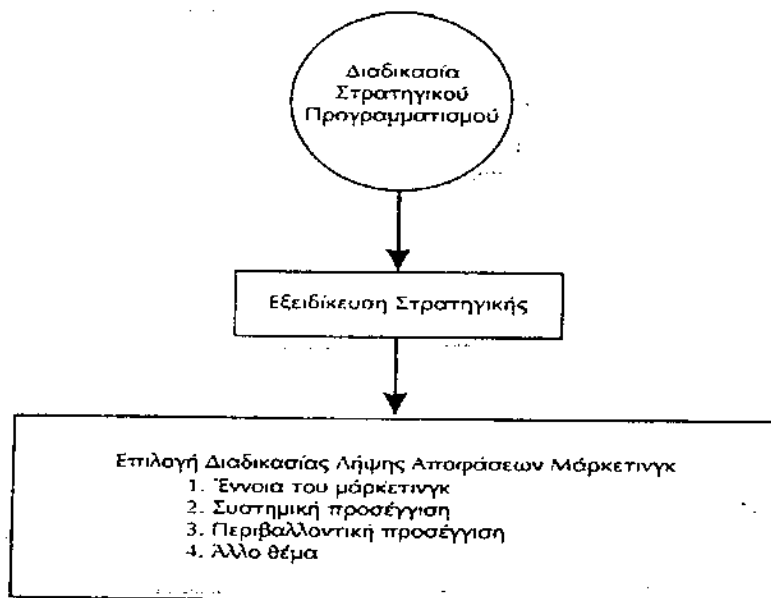 Διαδικασία
Στρατηγικού
Προγραμματισμού
Εξειδίκευση Στρατηγικής
Επιλογή Διαδικασίας Λήψης Αποφάσεων Μάρκετινγκ
1. Έννοια του μάρκετινγκ
2. Συστημική προσέγγιση
3. Περιβαλλοντική προσέγγιση
4. Άλλο θέμα